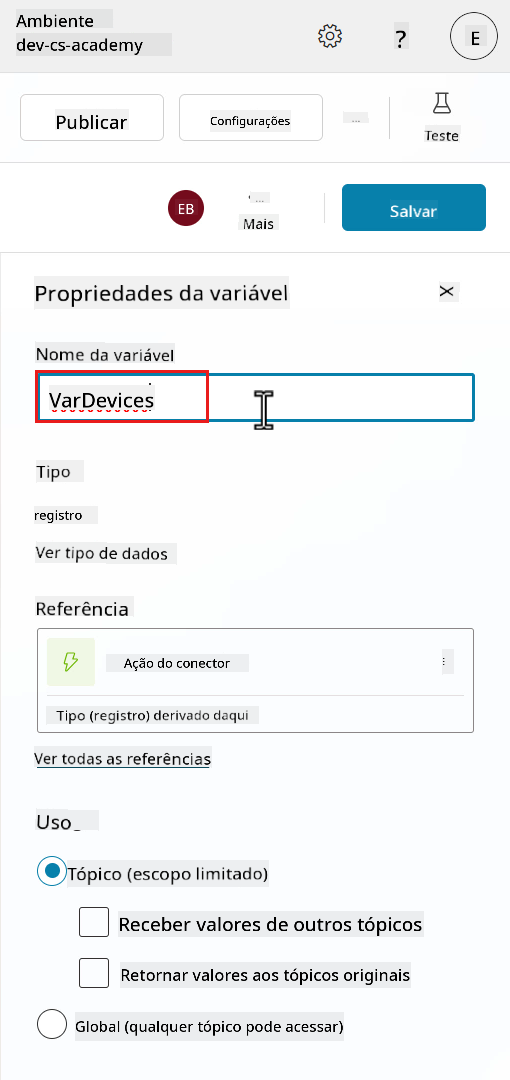 Ambiente
dev-cs-academy
?
E
Publicar
Configurações
...
Teste
EB
...
Mais
Salvar
Propriedades da variável
Nome da variável
VarDevices
Tipo
registro
Ver tipo de dados
Referência
Ação do conector
Tipo (registro) derivado daqui
Ver todas as referências
Uso
Tópico (escopo limitado)
Receber valores de outros tópicos
Retornar valores aos tópicos originais
Global (qualquer tópico pode acessar)